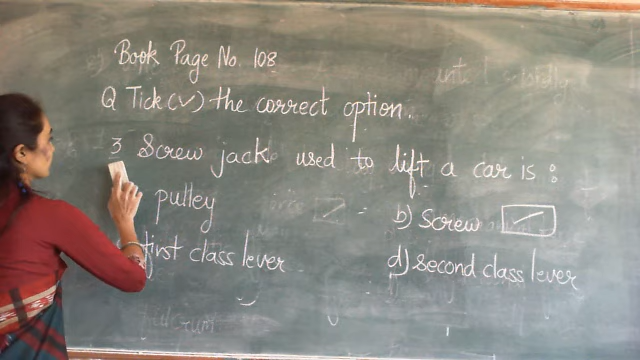 Book Page No. 108
Q Tick (✓) the correct option.
3 Screw jack used to lift a car is :
pulley b) Screw
first class lever d) second class lever
fulcrum